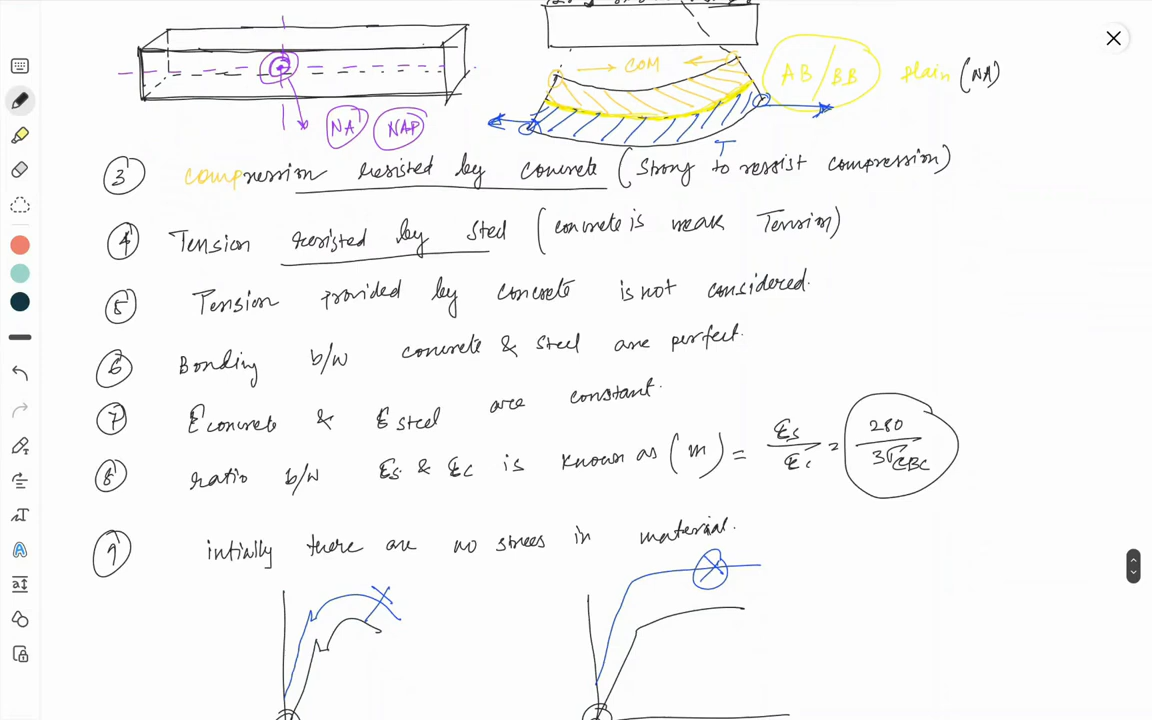 → COM ←
AB/BB plain (NA)
NA NAP
T
③ compression resisted by concrete (strong to ressist compression)
④ Tension resisted by steel (concrete is weak Tension)
⑤ Tension provided by concrete is not considered.
⑥ Bonding b/w concrete & steel are perfect.
⑦ Econcrete & Esteel are constant.
⑧ ratio b/w Es & Ec is known as (m) = Es/Ec = 280/3σCBC
⑨ intially there are no stress in material.